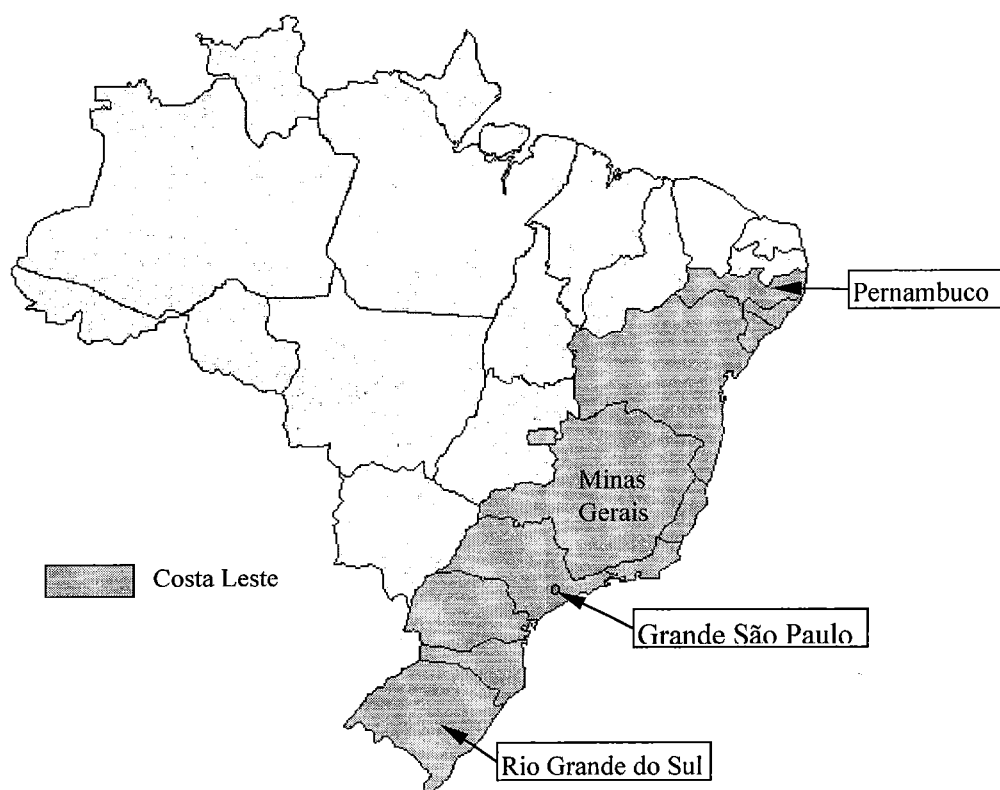 Pernambuco
Minas
Gerais
Costa Leste
Grande São Paulo
Rio Grande do Sul